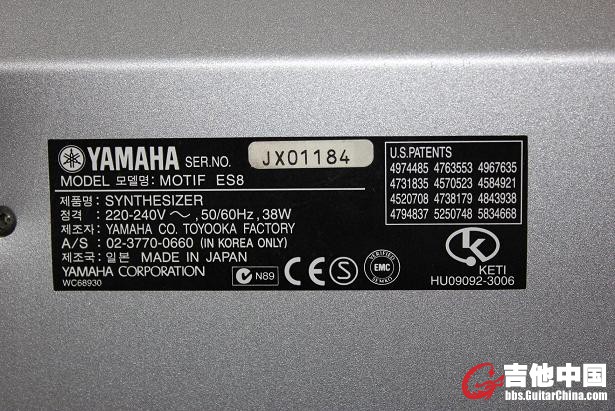 YAMAHA SER.NO. JX01184
MODEL 모델명: MOTIF ES8
제품명: SYNTHESIZER
정격 : 220-240V ～, 50/60Hz, 38W
제조자: YAMAHA CO. TOYOOKA FACTORY
A/S : 02-3770-0660 (IN KOREA ONLY)
제조국: 일본 MADE IN JAPAN
YAMAHA CORPORATION
WC68930
N89
CE
VERIFIED
EMC
U.S.PATENTS
4974485 4763553 4967635
4731835 4570523 4584921
4520708 4738179 4843938
4794837 5250748 5834668
KETI
HU09092-3006
吉他中国
bbs.GuitarChina.com